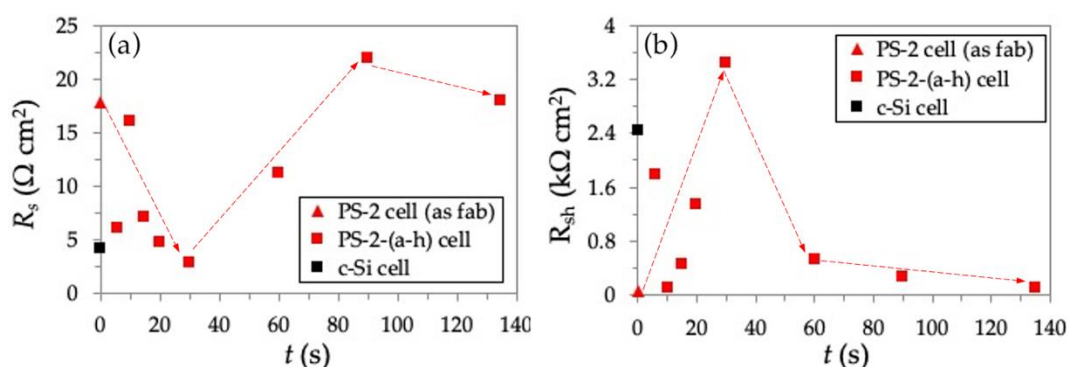 (a)
25
20
15
10
5
0
R_s (Ω cm²)
PS-2 cell (as fab)
PS-2-(a-h) cell
c-Si cell
0 20 40 60 80 100 120 140
t (s)
(b)
4
3.2
2.4
1.6
0.8
0
R_sh (kΩ cm²)
PS-2 cell (as fab)
PS-2-(a-h) cell
c-Si cell
0 20 40 60 80 100 120 140
t (s)